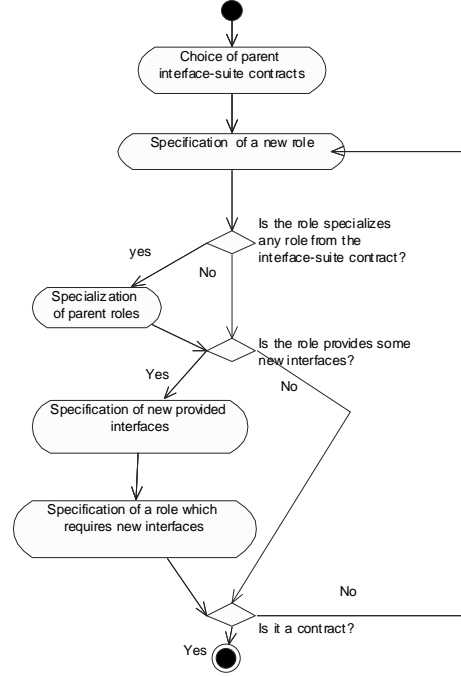 Choice of parent
interface-suite contracts
Specification of a new role
Is the role specializes
any role from the
interface-suite contract?
yes
No
Specialization
of parent roles
Is the role provides some
new interfaces?
Yes
No
Specification of new provided
interfaces
Specification of a role which
requires new interfaces
No
Is it a contract?
Yes